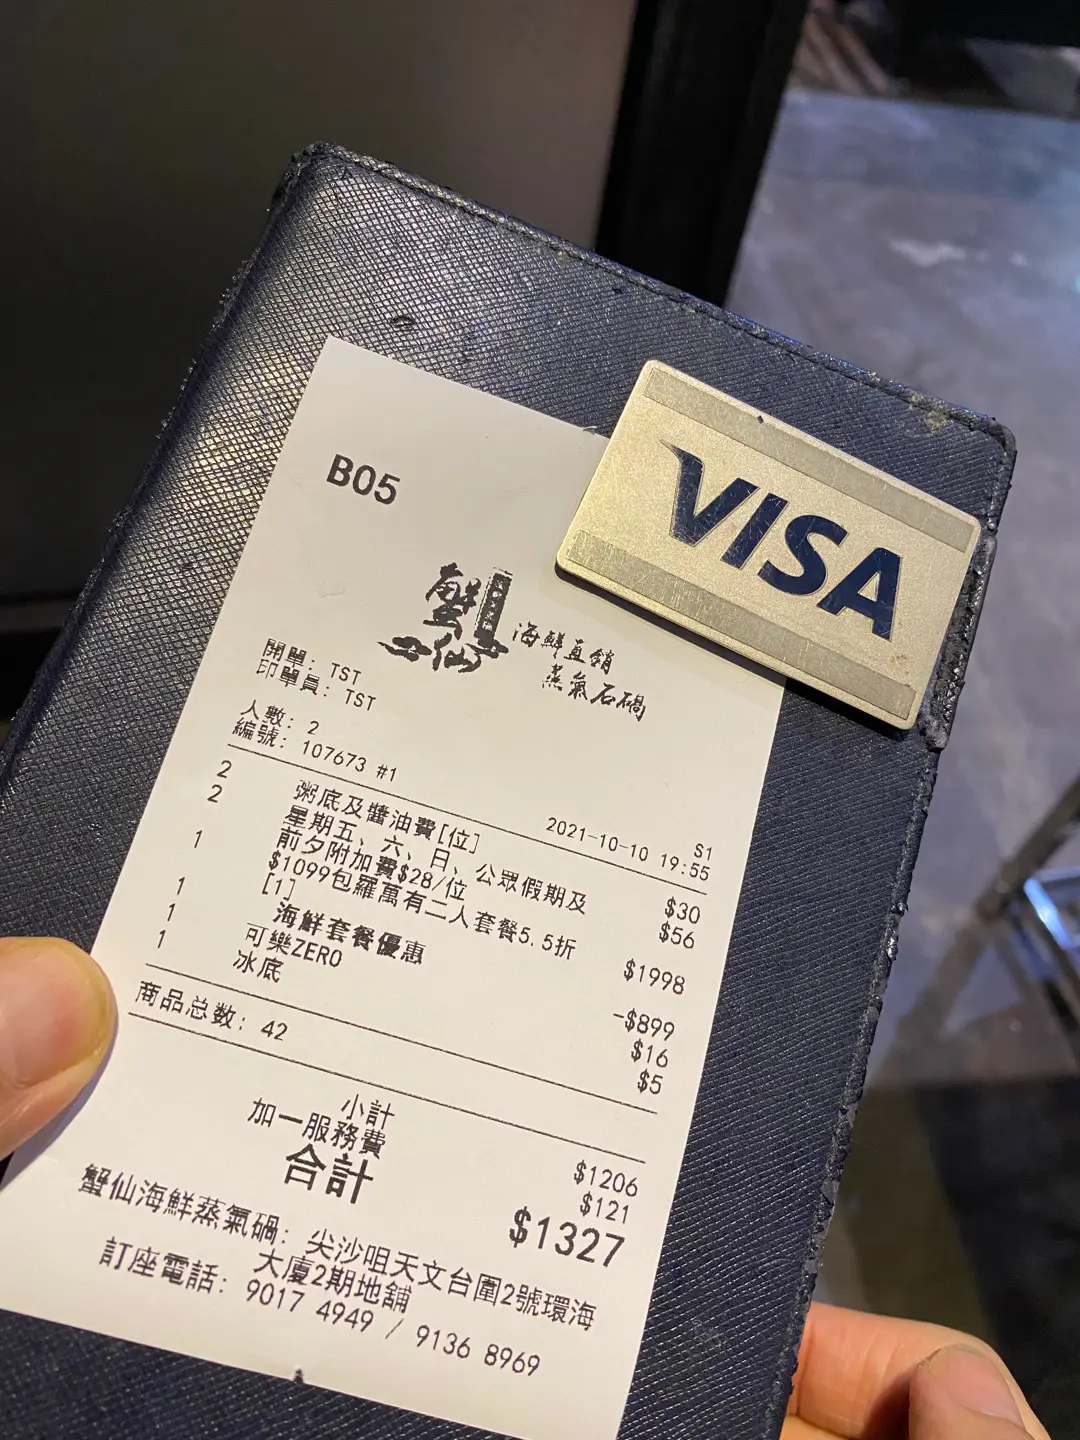 VISA
B05
蟹仙
海鮮直銷
蒸氣石鍋
開單: TST
印單員: TST
人數: 2
編號: 107673 #1
S1
2021-10-10 19:55
2 粥底及醬油費[位] $30
2 星期五、六、日、公眾假期及 $56
前夕附加費$28/位
1 $1099包羅萬有二人套餐5.5折 $1998
[1]
1 海鮮套餐優惠 -$899
1 可樂ZERO $16
1 冰底 $5
商品总数: 42
小計 $1206
加一服務費 $121
合計 $1327
蟹仙海鮮蒸氣鍋: 尖沙咀天文台圍2號環海
大廈2期地舖
訂座電話: 9017 4949 / 9136 8969